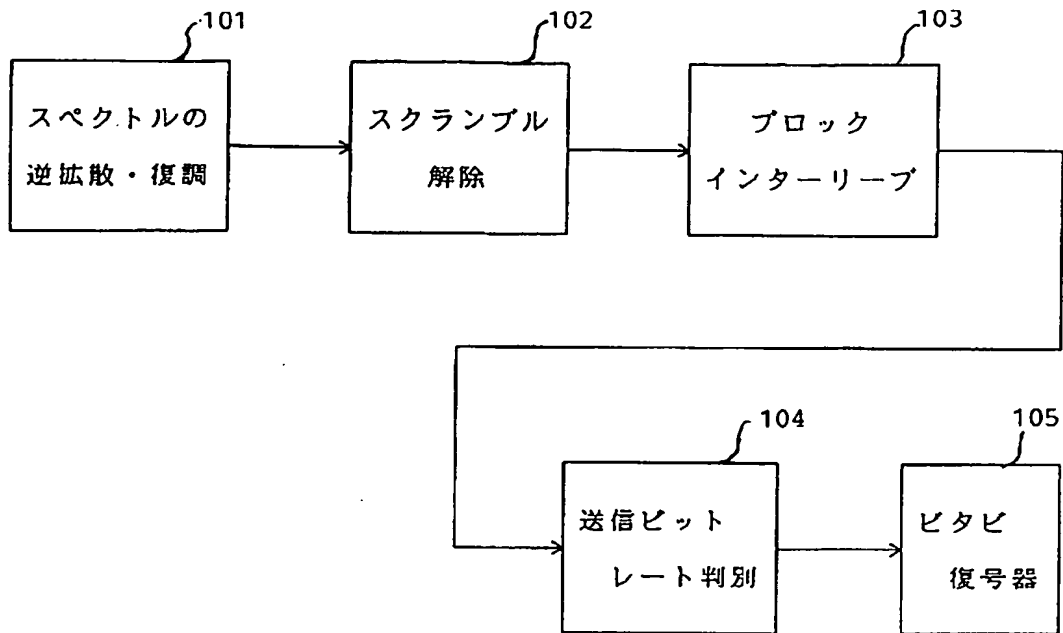 101
102
103
スペクトルの
逆拡散・復調
スクランブル
解除
ブロック
インターリーブ
104
105
送信ビット
レート判別
ビタビ
復号器